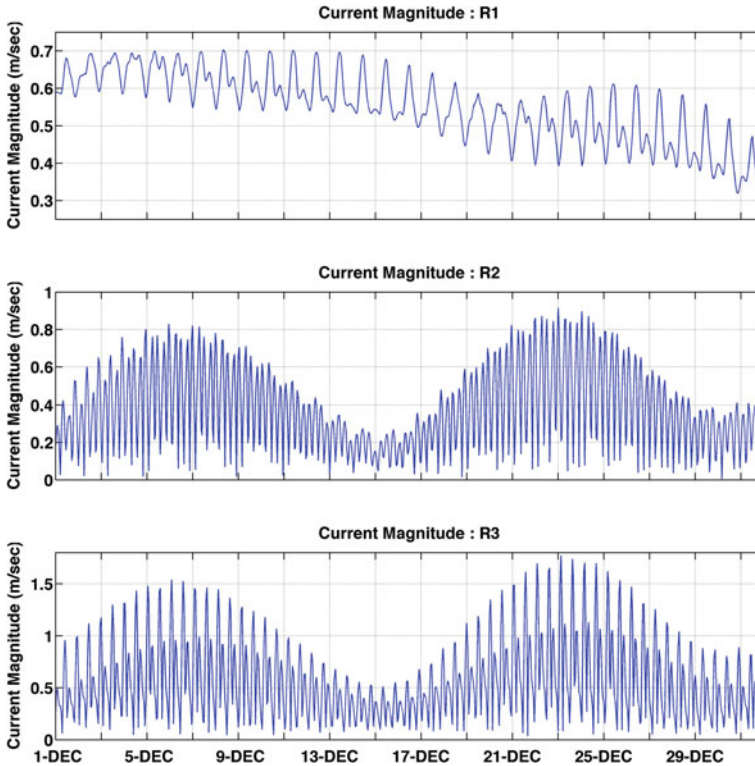 Current Magnitude : R1
Current Magnitude (m/sec)
0.7
0.6
0.5
0.4
0.3
Current Magnitude : R2
Current Magnitude (m/sec)
1
0.8
0.6
0.4
0.2
0
Current Magnitude : R3
Current Magnitude (m/sec)
1.5
1
0.5
0
1-DEC 5-DEC 9-DEC 13-DEC 17-DEC 21-DEC 25-DEC 29-DEC